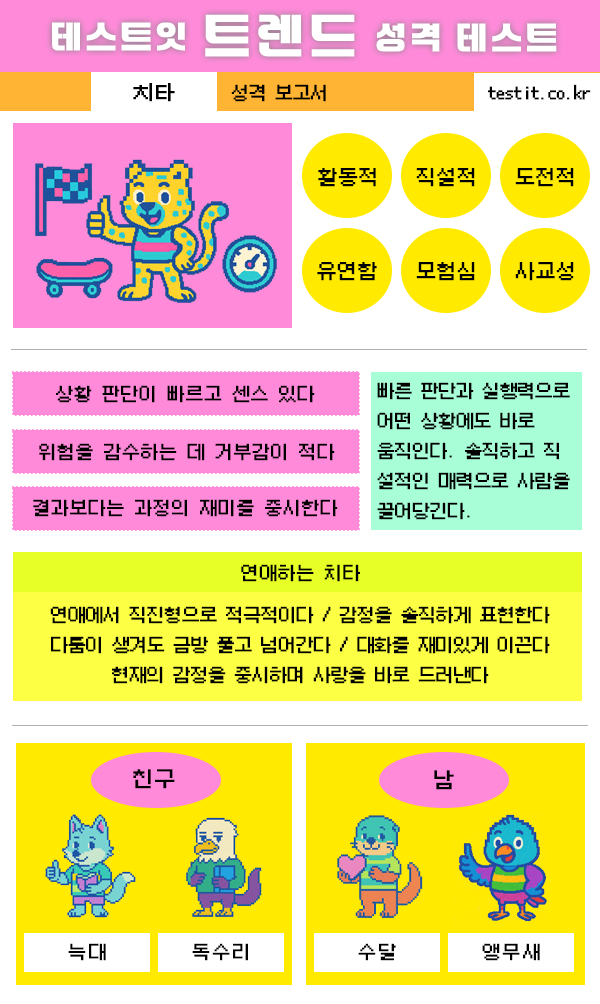 테스트잇 트렌드 성격 테스트
치타
성격 보고서
testit.co.kr
활동적
직설적
도전적
유연함
모험심
사교성
상황 판단이 빠르고 센스 있다
위험을 감수하는 데 거부감이 적다
결과보다는 과정의 재미를 중시한다
빠른 판단과 실행력으로
어떤 상황에도 바로
움직인다. 솔직하고 직
설적인 매력으로 사람을
끌어당긴다.
연애하는 치타
연애에서 직진형으로 적극적이다 / 감정을 솔직하게 표현한다
다툼이 생겨도 금방 풀고 넘어간다 / 대화를 재미있게 이끈다
현재의 감정을 중시하며 사랑을 바로 드러낸다
친구
남
늑대
독수리
수달
앵무새